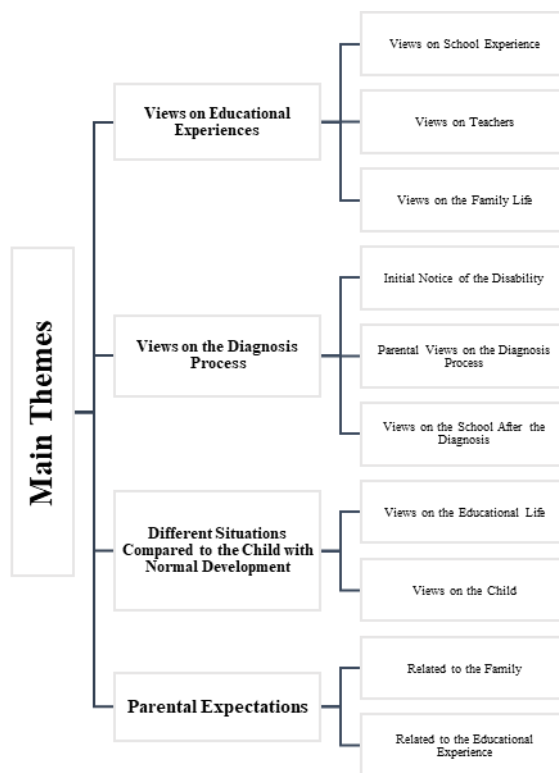 Main Themes
Views on Educational
Experiences
Views on School Experience
Views on Teachers
Views on the Family Life
Views on the Diagnosis
Process
Initial Notice of the Disability
Parental Views on the Diagnosis
Process
Views on the School After the
Diagnosis
Different Situations
Compared to the Child with
Normal Development
Views on the Educational Life
Views on the Child
Parental Expectations
Related to the Family
Related to the Educational
Experience